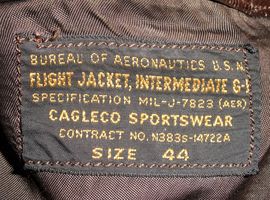 BUREAU OF AERONAUTICS U.S.N.
FLIGHT JACKET, INTERMEDIATE G-1
SPECIFICATION MIL-J-7823 (AER)
CAGLECO SPORTSWEAR
CONTRACT NO. N383S-14722A
SIZE 44